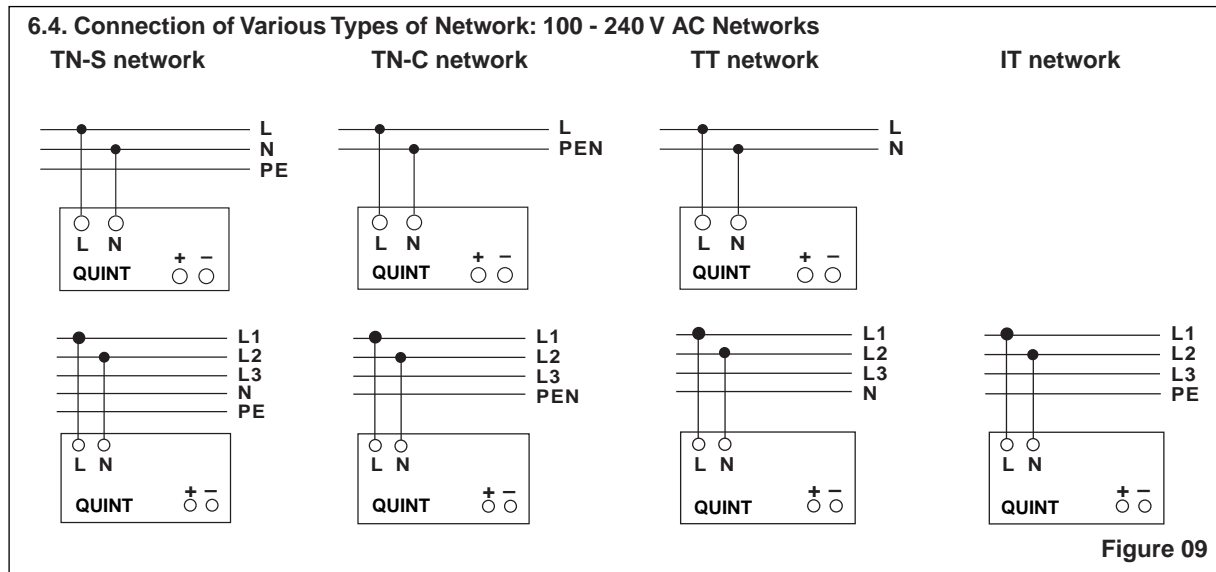 6.4. Connection of Various Types of Network: 100 - 240 V AC Networks
TN-S network
TN-C network
TT network
IT network
L
N
PE
L N
+ –
QUINT
L
PEN
L N
+ –
QUINT
L
N
L N
+ –
QUINT
L1
L2
L3
N
PE
L N
+ –
QUINT
L1
L2
L3
PEN
L N
+ –
QUINT
L1
L2
L3
N
L N
+ –
QUINT
L1
L2
L3
PE
L N
+ –
QUINT
Figure 09